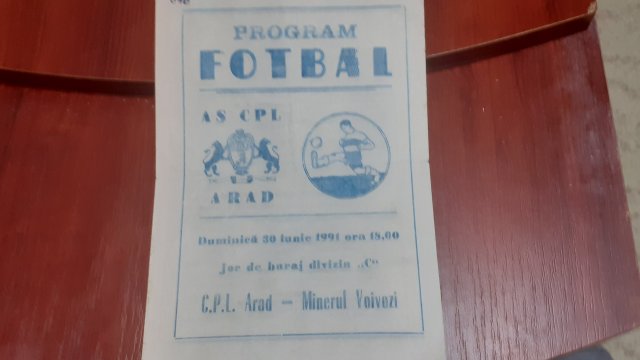 PROGRAM
FOTBAL
AS CPL
ARAD
Duminică 30 iunie 1991 ora 18,00
Joc de baraj divizia „C"
C.P.L. Arad — Minerul Voivozi